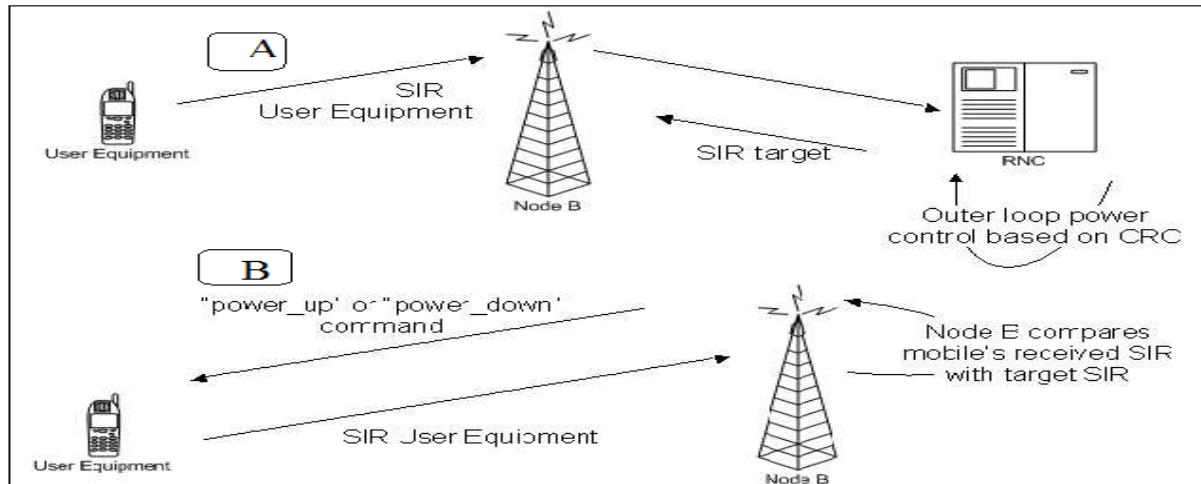 A
SIR
User Equipment
User Equipment
SIR target
RNC
Node B
Outer loop power
control based on CRC
B
"power_up" or "power_down"
command
Node E compares
mobile's received SIR
with target SIR
SIR User Equipment
User Equipment
Node B